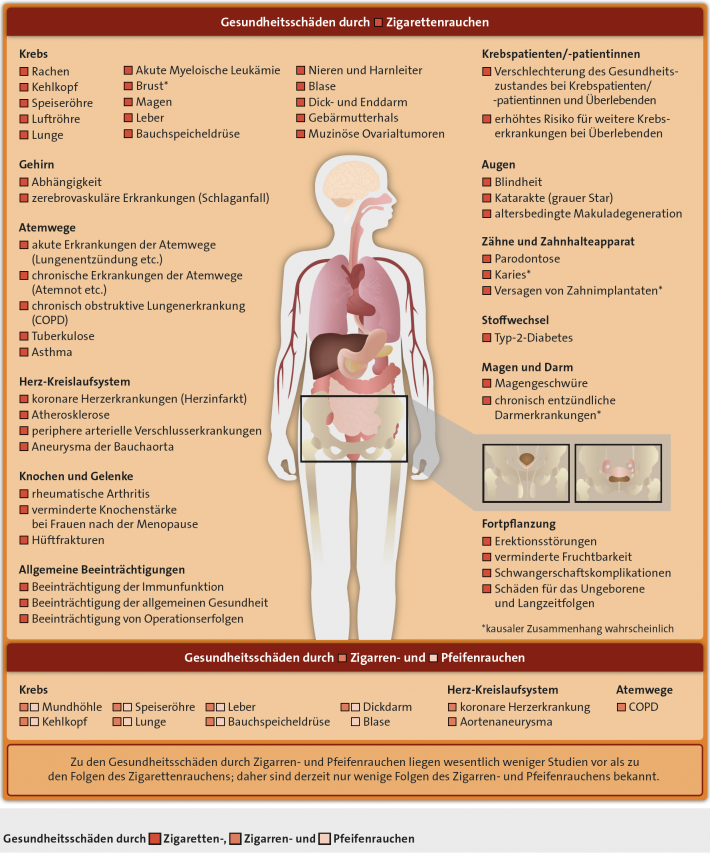 Gesundheitsschäden durch Zigarettenrauchen
Krebs
Rachen
Kehlkopf
Speiseröhre
Luftröhre
Lunge
Akute Myeloische Leukämie
Brust*
Magen
Leber
Bauchspeicheldrüse
Nieren und Harnleiter
Blase
Dick- und Enddarm
Gebärmutterhals
Muzinöse Ovarialtumoren
Krebspatienten/-patientinnen
Verschlechterung des Gesundheits-
zustandes bei Krebspatienten/
-patientinnen und Überlebenden
erhöhtes Risiko für weitere Krebs-
erkrankungen bei Überlebenden
Gehirn
Abhängigkeit
zerebrovaskuläre Erkrankungen (Schlaganfall)
Atemwege
akute Erkrankungen der Atemwege
(Lungenentzündung etc.)
chronische Erkrankungen der Atemwege
(Atemnot etc.)
chronisch obstruktive Lungenerkrankung
(COPD)
Tuberkulose
Asthma
Herz-Kreislaufsystem
koronare Herzerkrankungen (Herzinfarkt)
Atherosklerose
periphere arterielle Verschlusserkrankungen
Aneurysma der Bauchaorta
Knochen und Gelenke
rheumatische Arthritis
verminderte Knochenstärke
bei Frauen nach der Menopause
Hüftfrakturen
Allgemeine Beeinträchtigungen
Beeinträchtigung der Immunfunktion
Beeinträchtigung der allgemeinen Gesundheit
Beeinträchtigung von Operationserfolgen
Augen
Blindheit
Katarakte (grauer Star)
altersbedingte Makuladegeneration
Zähne und Zahnhalteapparat
Parodontose
Karies*
Versagen von Zahnimplantaten*
Stoffwechsel
Typ-2-Diabetes
Magen und Darm
Magengeschwüre
chronisch entzündliche
Darmerkrankungen*
Fortpflanzung
Erektionsstörungen
verminderte Fruchtbarkeit
Schwangerschaftskomplikationen
Schäden für das Ungeborene
und Langzeitfolgen
*kausaler Zusammenhang wahrscheinlich
Gesundheitsschäden durch Zigarren- und Pfeifenrauchen
Krebs
Mundhöhle
Kehlkopf
Speiseröhre
Lunge
Leber
Bauchspeicheldrüse
Dickdarm
Blase
Herz-Kreislaufsystem
koronare Herzerkrankung
Aortenaneurysma
Atemwege
COPD
Zu den Gesundheitsschäden durch Zigarren- und Pfeifenrauchen liegen wesentlich weniger Studien vor als zu
den Folgen des Zigarettenrauchens; daher sind derzeit nur wenige Folgen des Zigarren- und Pfeifenrauchens bekannt.
Gesundheitsschäden durch Zigaretten-, Zigarren- und Pfeifenrauchen